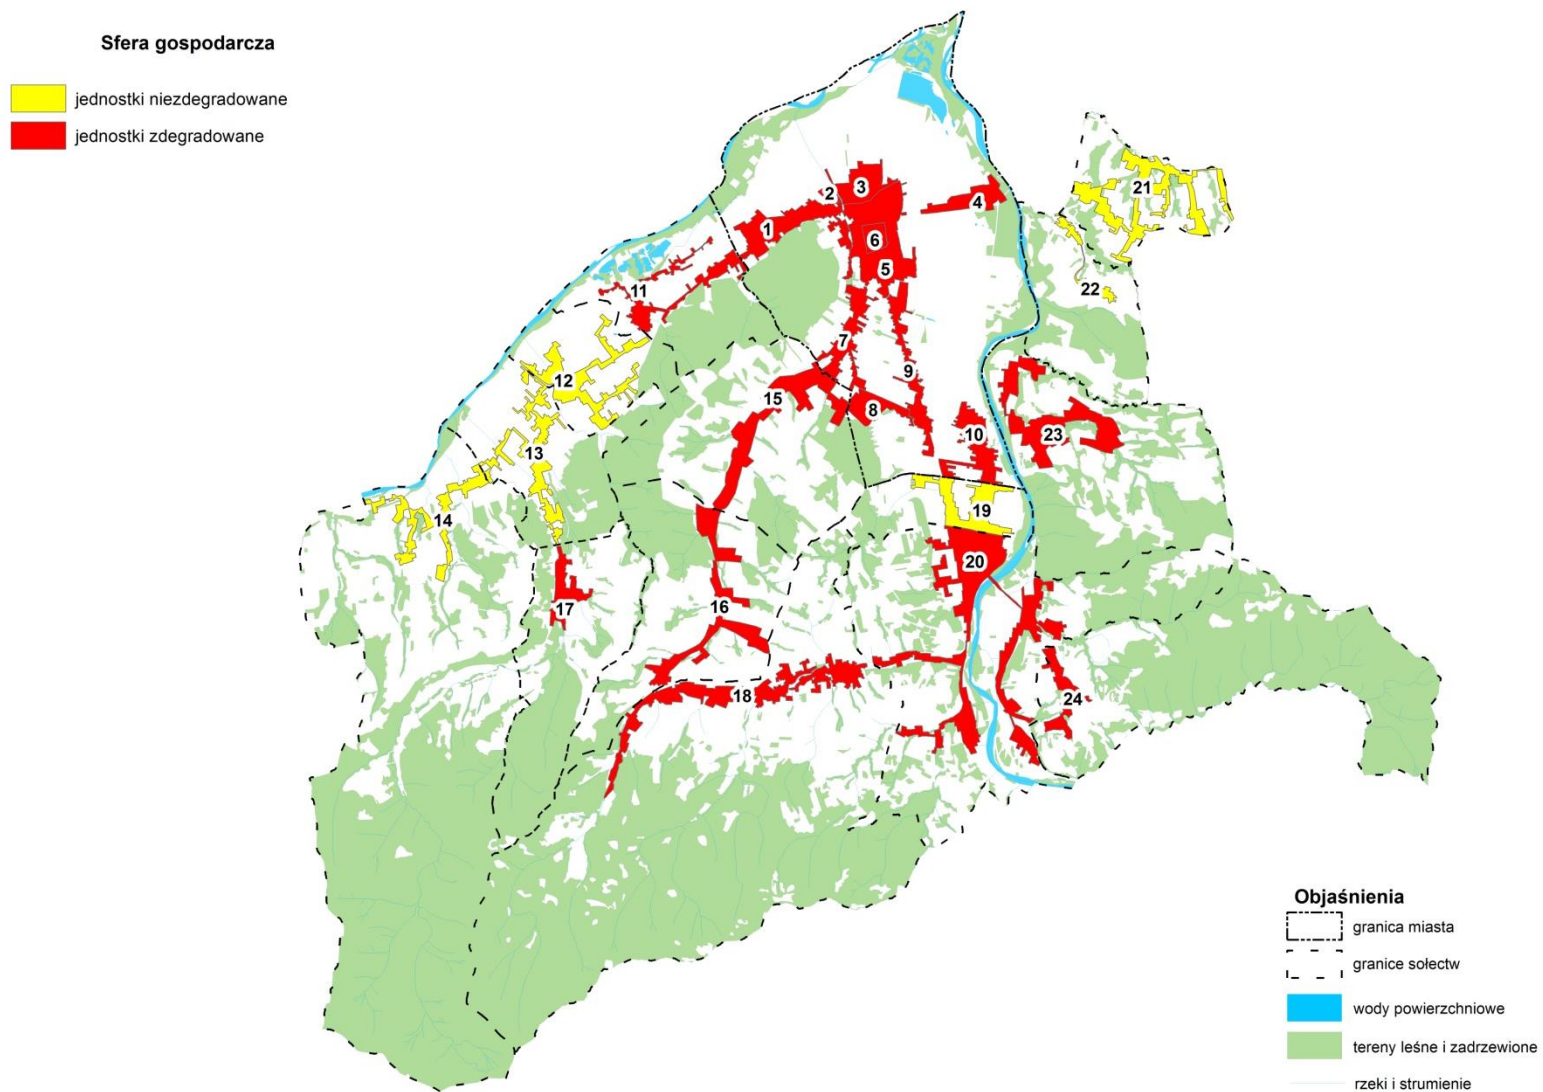 Sfera gospodarcza
jednostki niezdegradowane
jednostki zdegradowane
3
2
21
4
1
6
5
11
22
7
9
12
15
8
10
23
13
19
14
20
16
17
18
24
Objaśnienia
granica miasta
granice sołectw
wody powierzchniowe
tereny leśne i zadrzewione
rzeki i strumienie